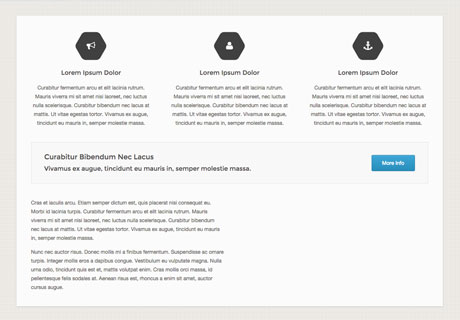 Lorem Ipsum Dolor
Curabitur fermentum arcu et elit lacinia rutrum.
Mauris viverra mi sit amet nisi laoreet, nec luctus
nulla scelerisque. Curabitur bibendum nec lacus at
mattis. Ut vitae egestas tortor. Vivamus ex augue,
tincidunt eu mauris in, semper molestie massa.
Lorem Ipsum Dolor
Curabitur fermentum arcu et elit lacinia rutrum.
Mauris viverra mi sit amet nisi laoreet, nec luctus
nulla scelerisque. Curabitur bibendum nec lacus at
mattis. Ut vitae egestas tortor. Vivamus ex augue,
tincidunt eu mauris in, semper molestie massa.
Lorem Ipsum Dolor
Curabitur fermentum arcu et elit lacinia rutrum.
Mauris viverra mi sit amet nisi laoreet, nec luctus
nulla scelerisque. Curabitur bibendum nec lacus at
mattis. Ut vitae egestas tortor. Vivamus ex augue,
tincidunt eu mauris in, semper molestie massa.
Curabitur Bibendum Nec Lacus
Vivamus ex augue, tincidunt eu mauris in, semper molestie massa.
More Info
Cras et iaculis arcu. Etiam semper dictum est, quis placerat nisi consequat eu.
Morbi id lacinia turpis. Curabitur fermentum arcu et elit lacinia rutrum. Mauris
viverra mi sit amet nisi laoreet, nec luctus nulla scelerisque. Curabitur bibendum
nec lacus at mattis. Ut vitae egestas tortor. Vivamus ex augue, tincidunt eu mauris
in, semper molestie massa.
Nunc nec auctor risus. Donec mollis mi a finibus fermentum. Suspendisse ac ornare
turpis. Integer mollis eros a dapibus congue. Vestibulum eu vulputate magna. Nulla
urna odio, tincidunt quis est et, mattis volutpat enim. Cras mollis orci massa, id
pellentesque felis sodales at. Aenean risus est, rhoncus a enim sit amet, auctor
cursus augue.